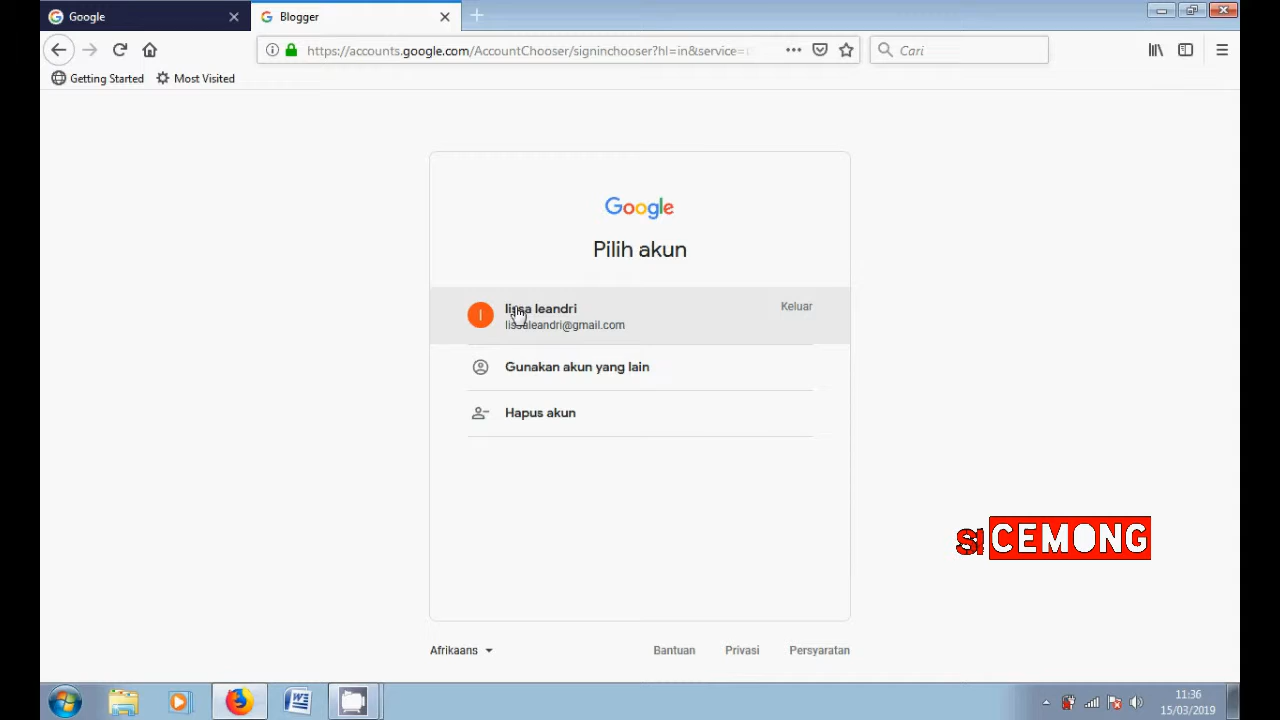 Google
Blogger
https://accounts.google.com/AccountChooser/signinchooser?hl=in&service=
Cari
Getting Started
Most Visited
Google
Pilih akun
lissa leandri
Keluar
lissaleandri@gmail.com
Gunakan akun yang lain
Hapus akun
CEMONG
Afrikaans
Bantuan
Privasi
Persyaratan
11:36
15/03/2019